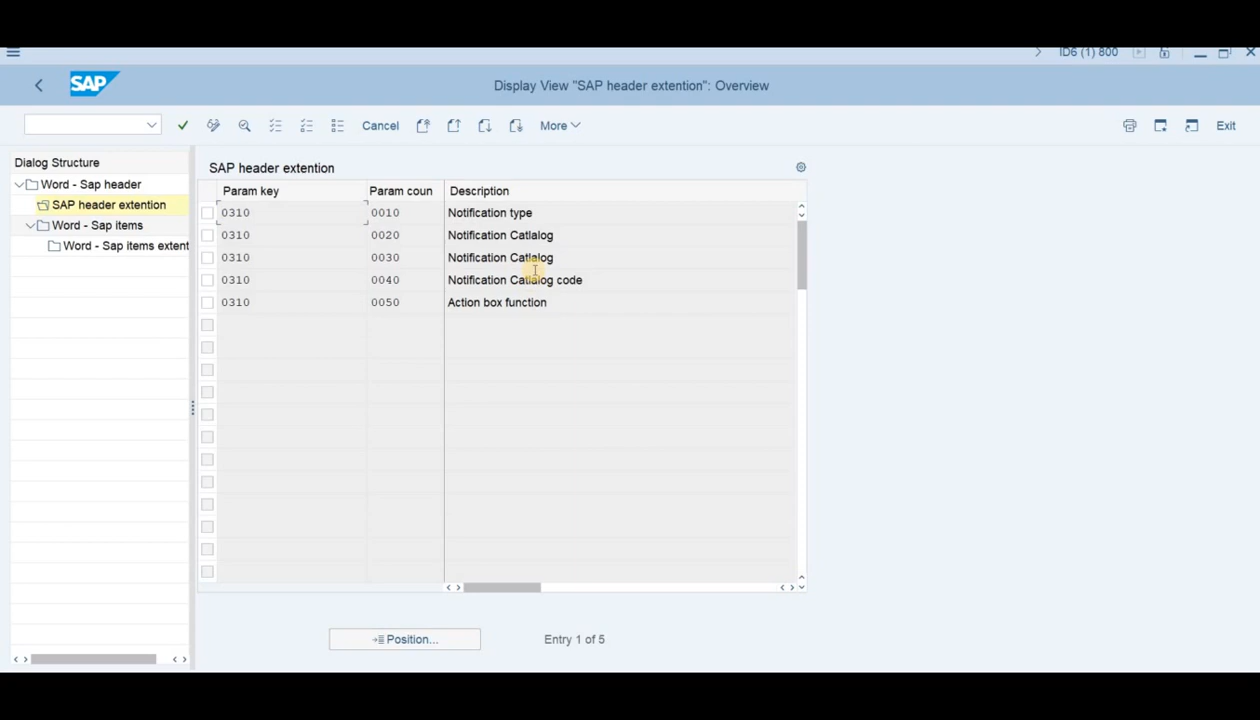 ID6 (1) 800
SAP
Display View "SAP header extention": Overview
Cancel
More
Exit
Dialog Structure
Word - Sap header
SAP header extention
Word - Sap items
Word - Sap items extent
SAP header extention
Param key Param coun Description
0310 0010 Notification type
0310 0020 Notification Catlalog
0310 0030 Notification Catlalog
0310 0040 Notification Catlalog code
0310 0050 Action box function
Position...
Entry 1 of 5